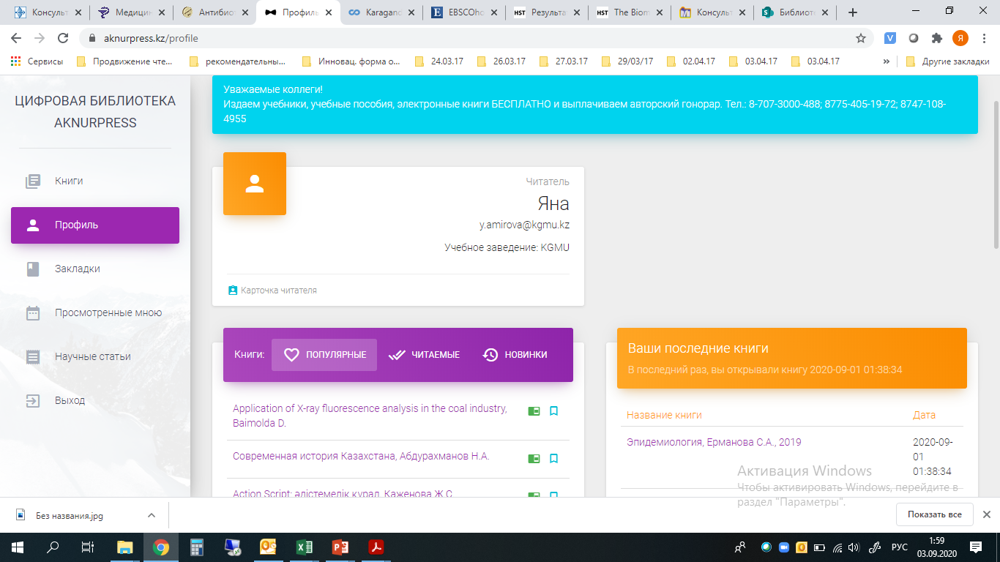 Консульт
Медицин
Антибио
Профиль
Karaganc
EBSCOho
HST Результа
HST The Biom
Консульт
Библиот
aknurpress.kz/profile
Сервисы
Продвижение чте...
рекомендательны...
Инновац. форма о...
24.03.17
26.03.17
27.03.17
29/03/17
02.04.17
03.04.17
03.04.17
»
Другие закладки
ЦИФРОВАЯ БИБЛИОТЕКА
AKNURPRESS
Книги
Профиль
Закладки
Просмотренные мною
Научные статьи
Выход
Уважаемые коллеги!
Издаем учебники, учебные пособия, электронные книги БЕСПЛАТНО и выплачиваем авторский гонорар. Тел.: 8-707-3000-488; 8775-405-19-72; 8747-108-
4955
Читатель
Яна
y.amirova@kgmu.kz
Учебное заведение: KGMU
Карточка читателя
Книги:
ПОПУЛЯРНЫЕ
ЧИТАЕМЫЕ
НОВИНКИ
Application of X-ray fluorescence analysis in the coal industry,
Baimolda D.
Современная история Казахстана, Абдурахманов Н.А.
Action Script: әдістемелік құрал, Каженова Ж.С.
Ваши последние книги
В последний раз, вы открывали книгу 2020-09-01 01:38:34
Название книги
Дата
Эпидемиология, Ерманова С.А., 2019
2020-09-
01
01:38:34
Активация Windows
Чтобы активировать Windows, перейдите в
раздел "Параметры".
Без названия.jpg
Показать все
РУС
1:59
03.09.2020